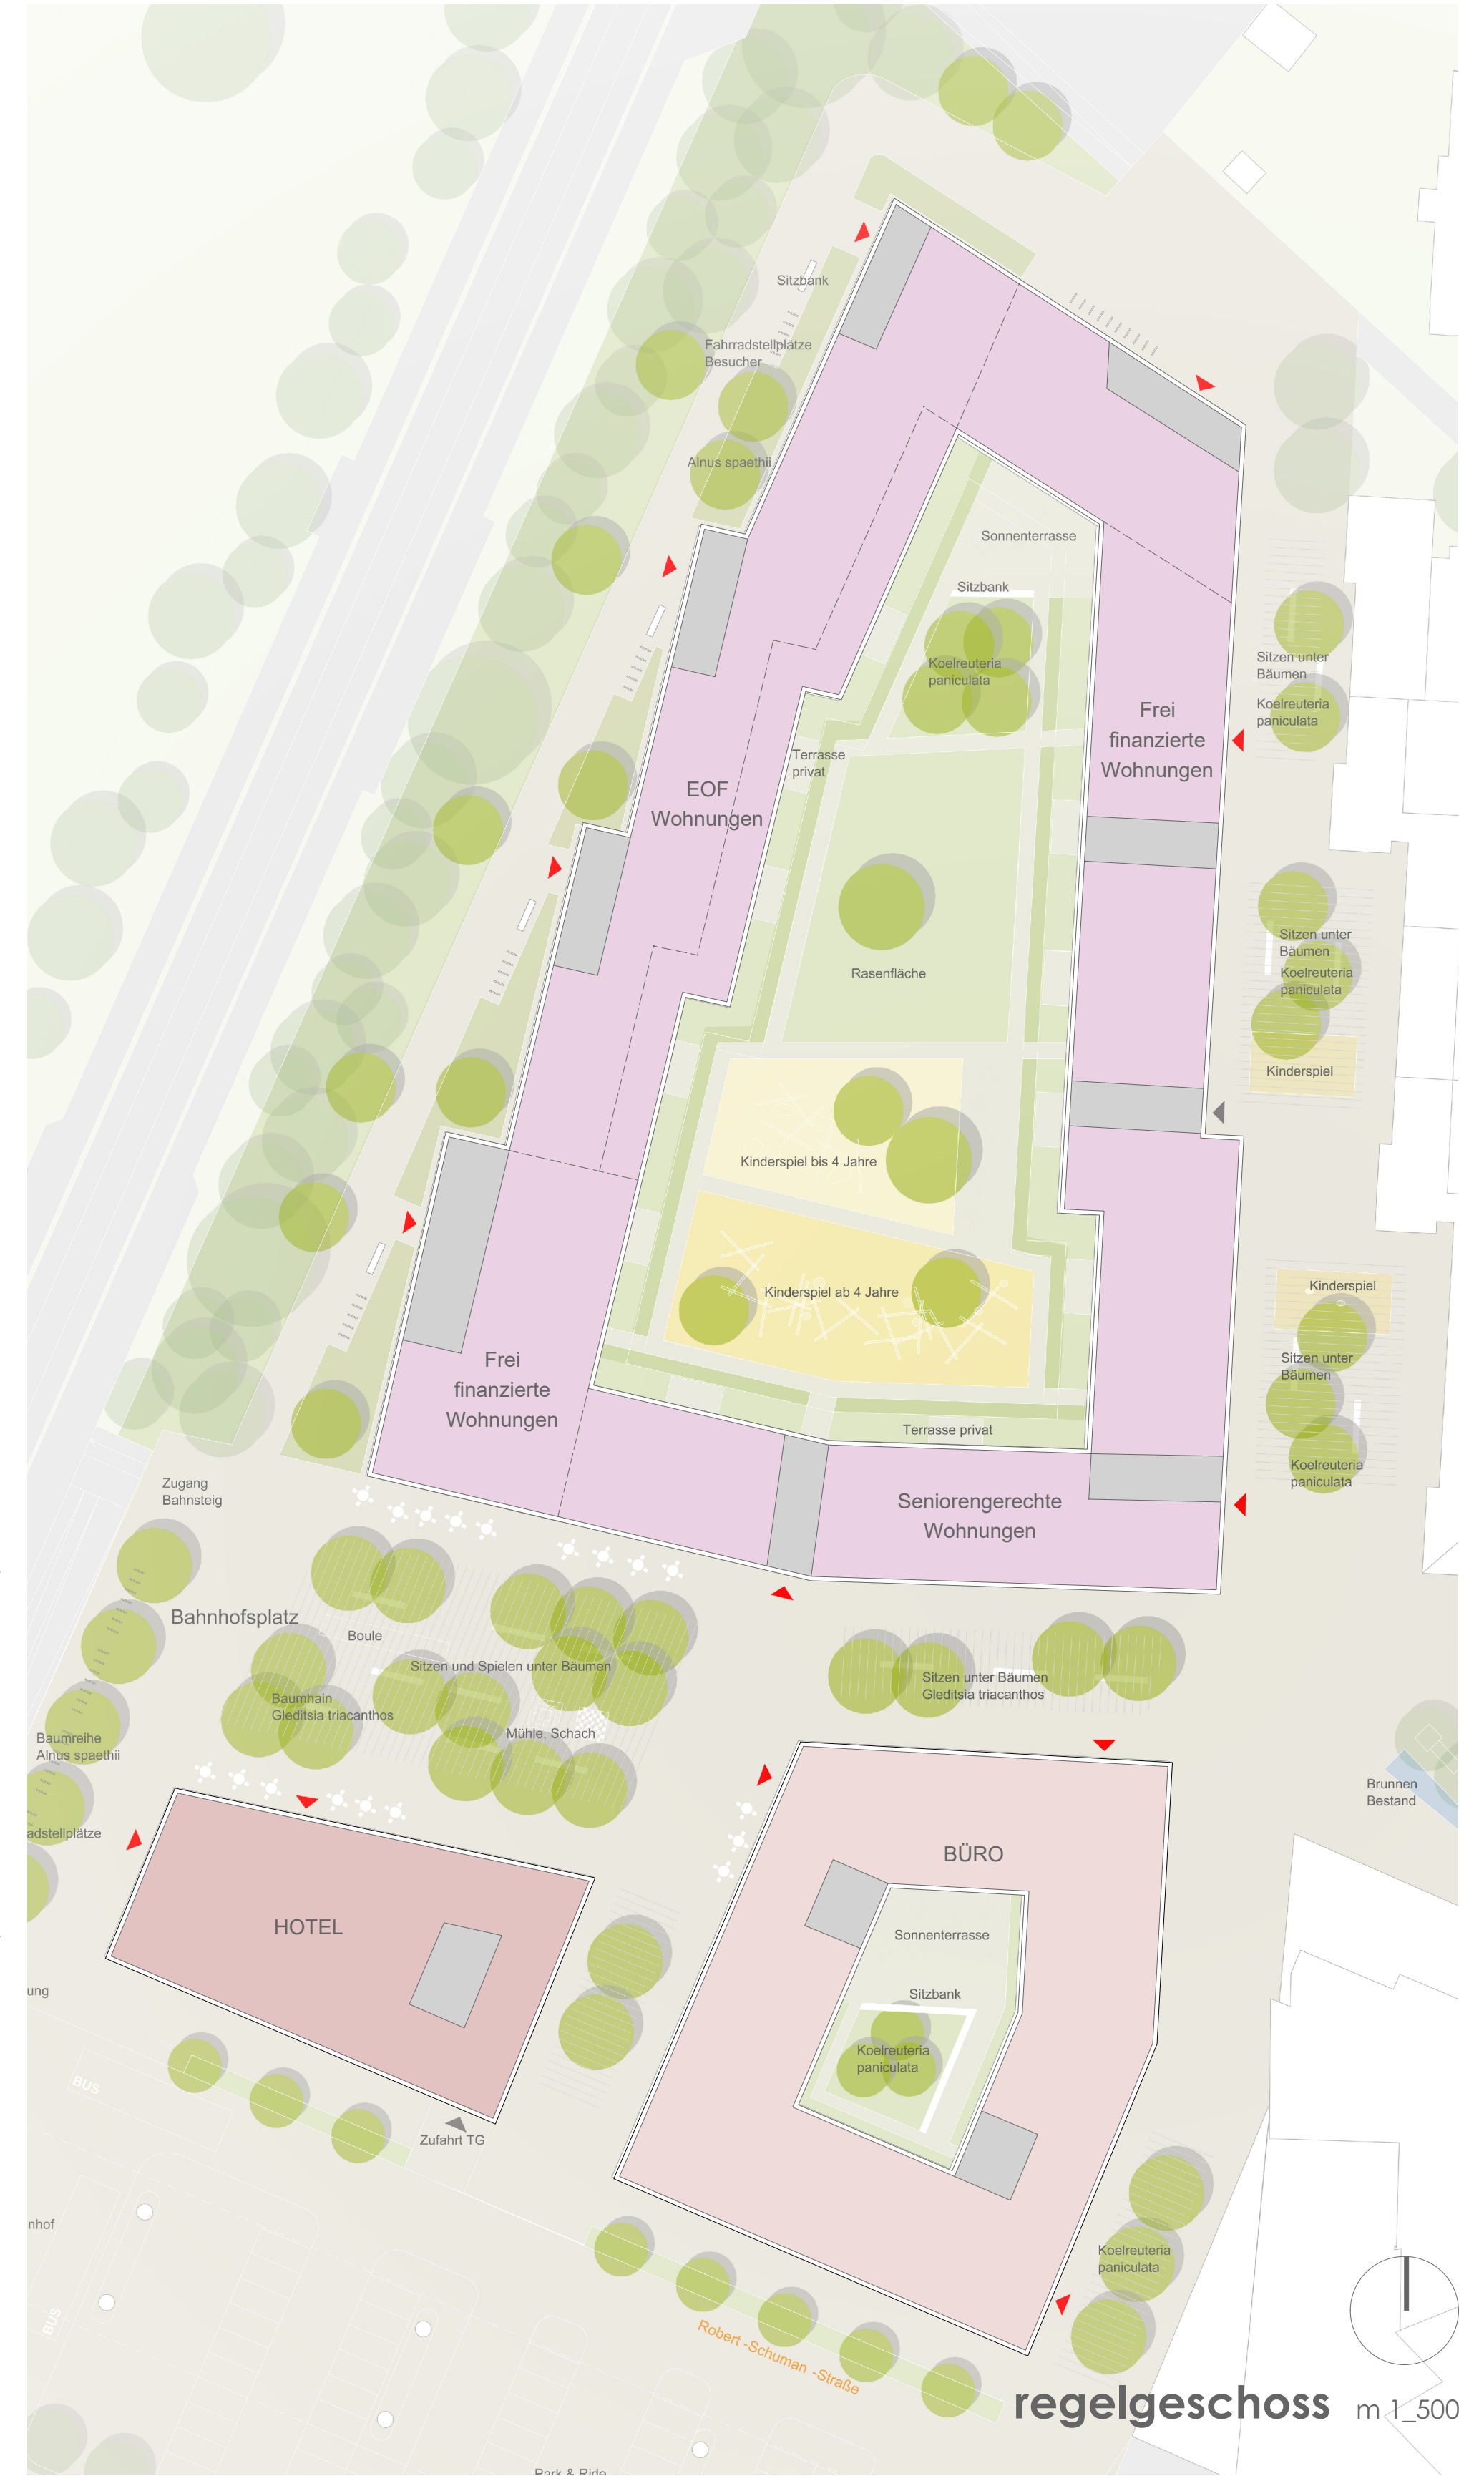 Sitzbank
Fahrradstellplätze
Besucher
Alnus spaethii
Sonnenterrasse
Sitzbank
Koelreuteria
paniculata
Sitzen unter
Bäumen
Koelreuteria
paniculata
Frei
finanzierte
Wohnungen
Terrasse
privat
EOF
Wohnungen
Rasenfläche
Sitzen unter
Bäumen
Koelreuteria
paniculata
Kinderspiel
Kinderspiel bis 4 Jahre
Kinderspiel ab 4 Jahre
Kinderspiel
Sitzen unter
Bäumen
Koelreuteria
paniculata
Frei
finanzierte
Wohnungen
Terrasse privat
Zugang
Bahnsteig
Seniorengerechte
Wohnungen
Bahnhofsplatz
Boule
Sitzen und Spielen unter Bäumen
Sitzen unter Bäumen
Gleditsia triacanthos
Baumhain
Gleditsia triacanthos
Mühle, Schach
Baumreihe
Alnus spaethii
Brunnen
Bestand
adstellplätze
BÜRO
HOTEL
Sonnenterrasse
Sitzbank
ung
Koelreuteria
paniculata
BUS
Zufahrt TG
nhof
Koelreuteria
paniculata
BUS
Robert -Schuman -Straße
regelgeschoss m 1_500
Park & Ride